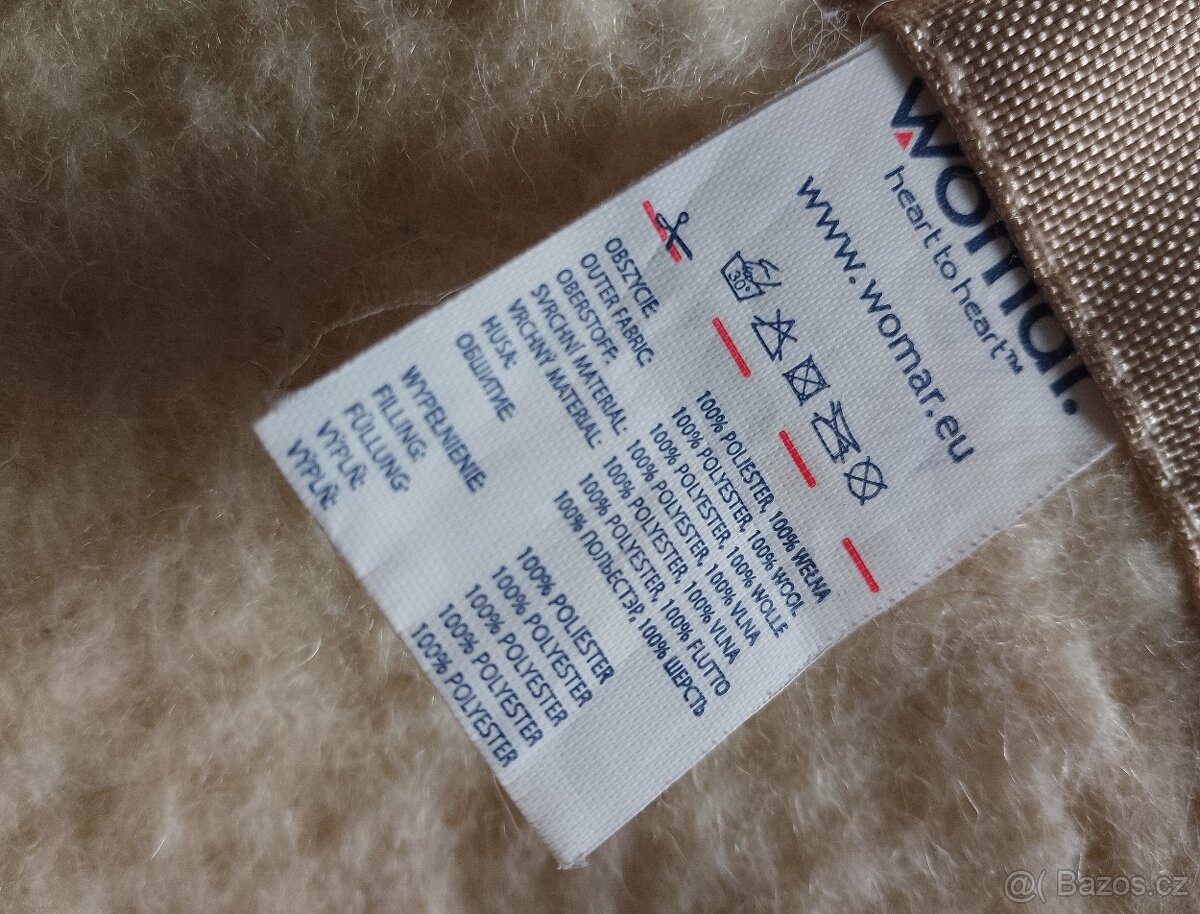 womar.
heart to heart™
www.womar.eu
30°
OBSZYCIE: 100% POLIESTER, 100% WEŁNA
OUTER FABRIC: 100% POLYESTER, 100% WOOL
OBERSTOFF: 100% POLYESTER, 100% WOLLE
SVRCHNÍ MATERIÁL: 100% POLYESTER, 100% VLNA
VRCHNÝ MATERIÁL: 100% POLYESTER, 100% VLNA
HUSA: 100% POLYESTER, 100% FLUTTO
ОБШИТИЕ 100% ПОЛЬЕСТЭР, 100% ШЕРСТЬ
WYPEŁNIENIE: 100% POLIESTER
FILLING: 100% POLYESTER
FÜLLUNG: 100% POLYESTER
VÝPLŇ: 100% POLYESTER
VÝPLŇ: 100% POLYESTER
@( Bazos.cz